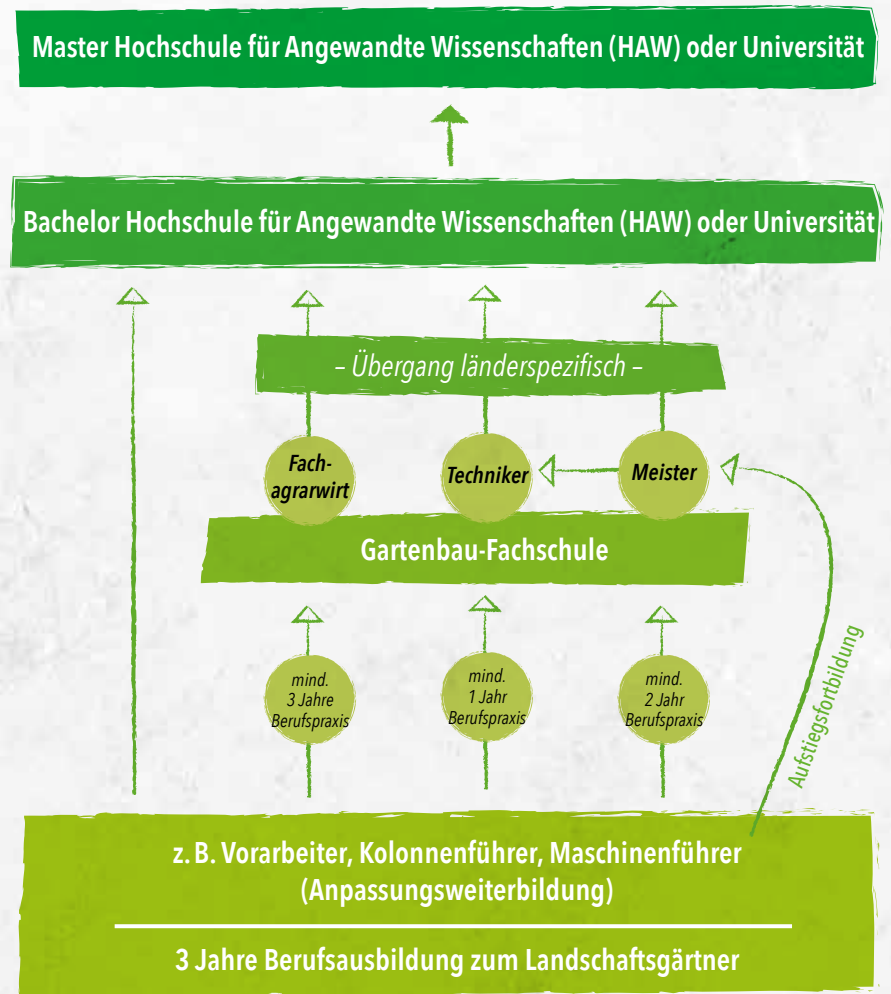 Master Hochschule für Angewandte Wissenschaften (HAW) oder Universität
Bachelor Hochschule für Angewandte Wissenschaften (HAW) oder Universität
– Übergang länderspezifisch –
Fach-
agrarwirt
Techniker
Meister
Gartenbau-Fachschule
mind.
3 Jahre
Berufspraxis
mind.
1 Jahr
Berufspraxis
mind.
2 Jahr
Berufspraxis
Aufstiegsfortbildung
z. B. Vorarbeiter, Kolonnenführer, Maschinenführer
(Anpassungsweiterbildung)
3 Jahre Berufsausbildung zum Landschaftsgärtner